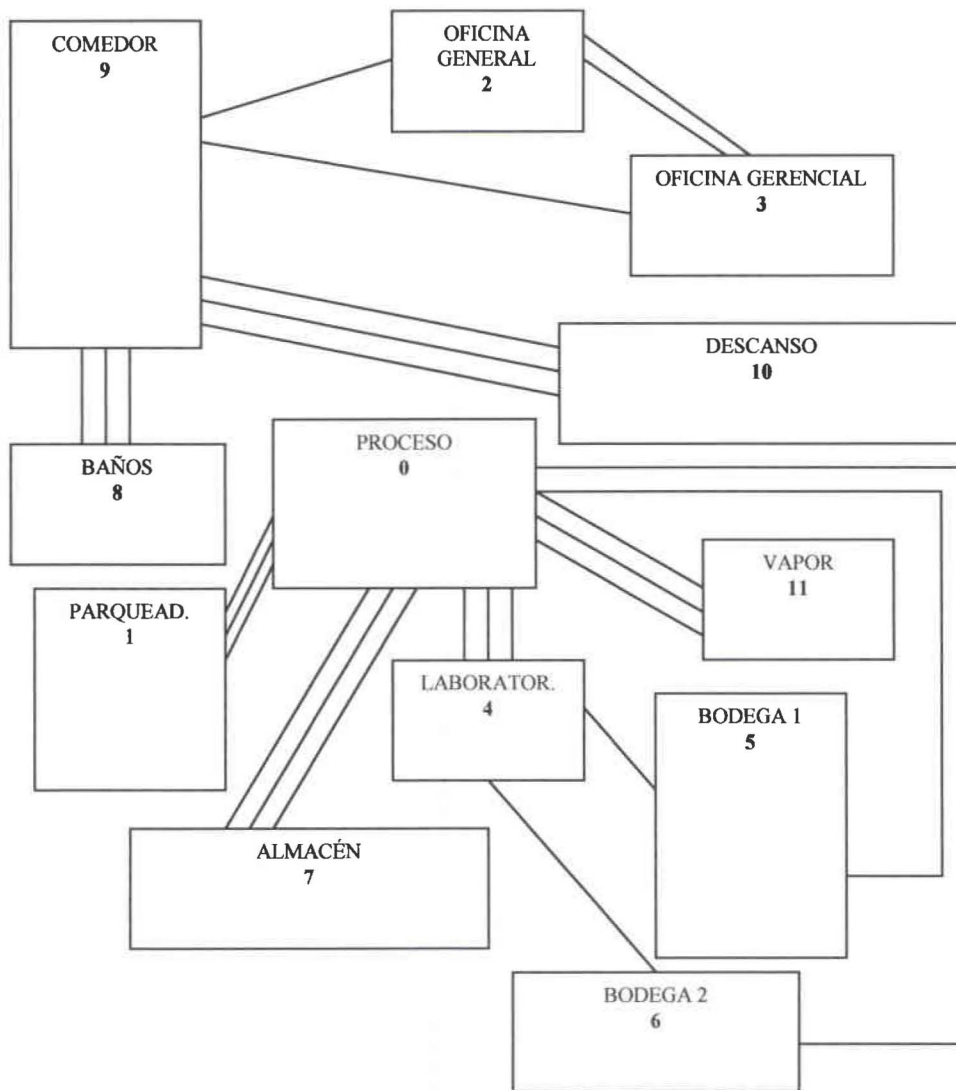 COMEDOR
9
OFICINA
GENERAL
2
OFICINA GERENCIAL
3
DESCANSO
10
PROCESO
0
BAÑOS
8
VAPOR
11
PARQUEAD.
1
LABORATOR.
4
BODEGA 1
5
ALMACÉN
7
BODEGA 2
6